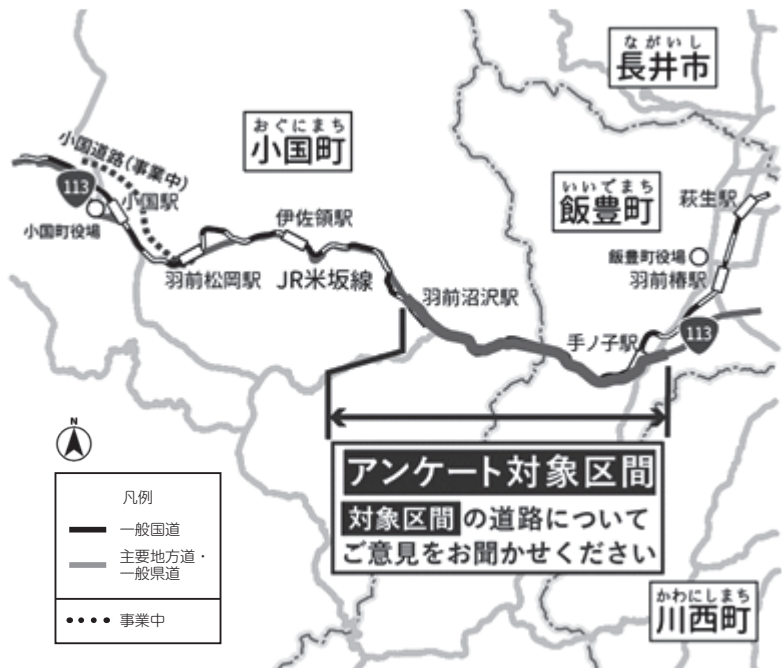 ながいし
長井市
おぐにまち
小国町
小国道路(事業中)
113
小国駅
小国町役場
伊佐領駅
羽前松岡駅
JR米坂線
羽前沼沢駅
いいでまち
飯豊町
萩生駅
飯豊町役場
羽前椿駅
手ノ子駅
113
アンケート対象区間
対象区間 の道路について
ご意見をお聞かせください
N
凡例
一般国道
主要地方道・
一般県道
事業中
かわにしまち
川西町